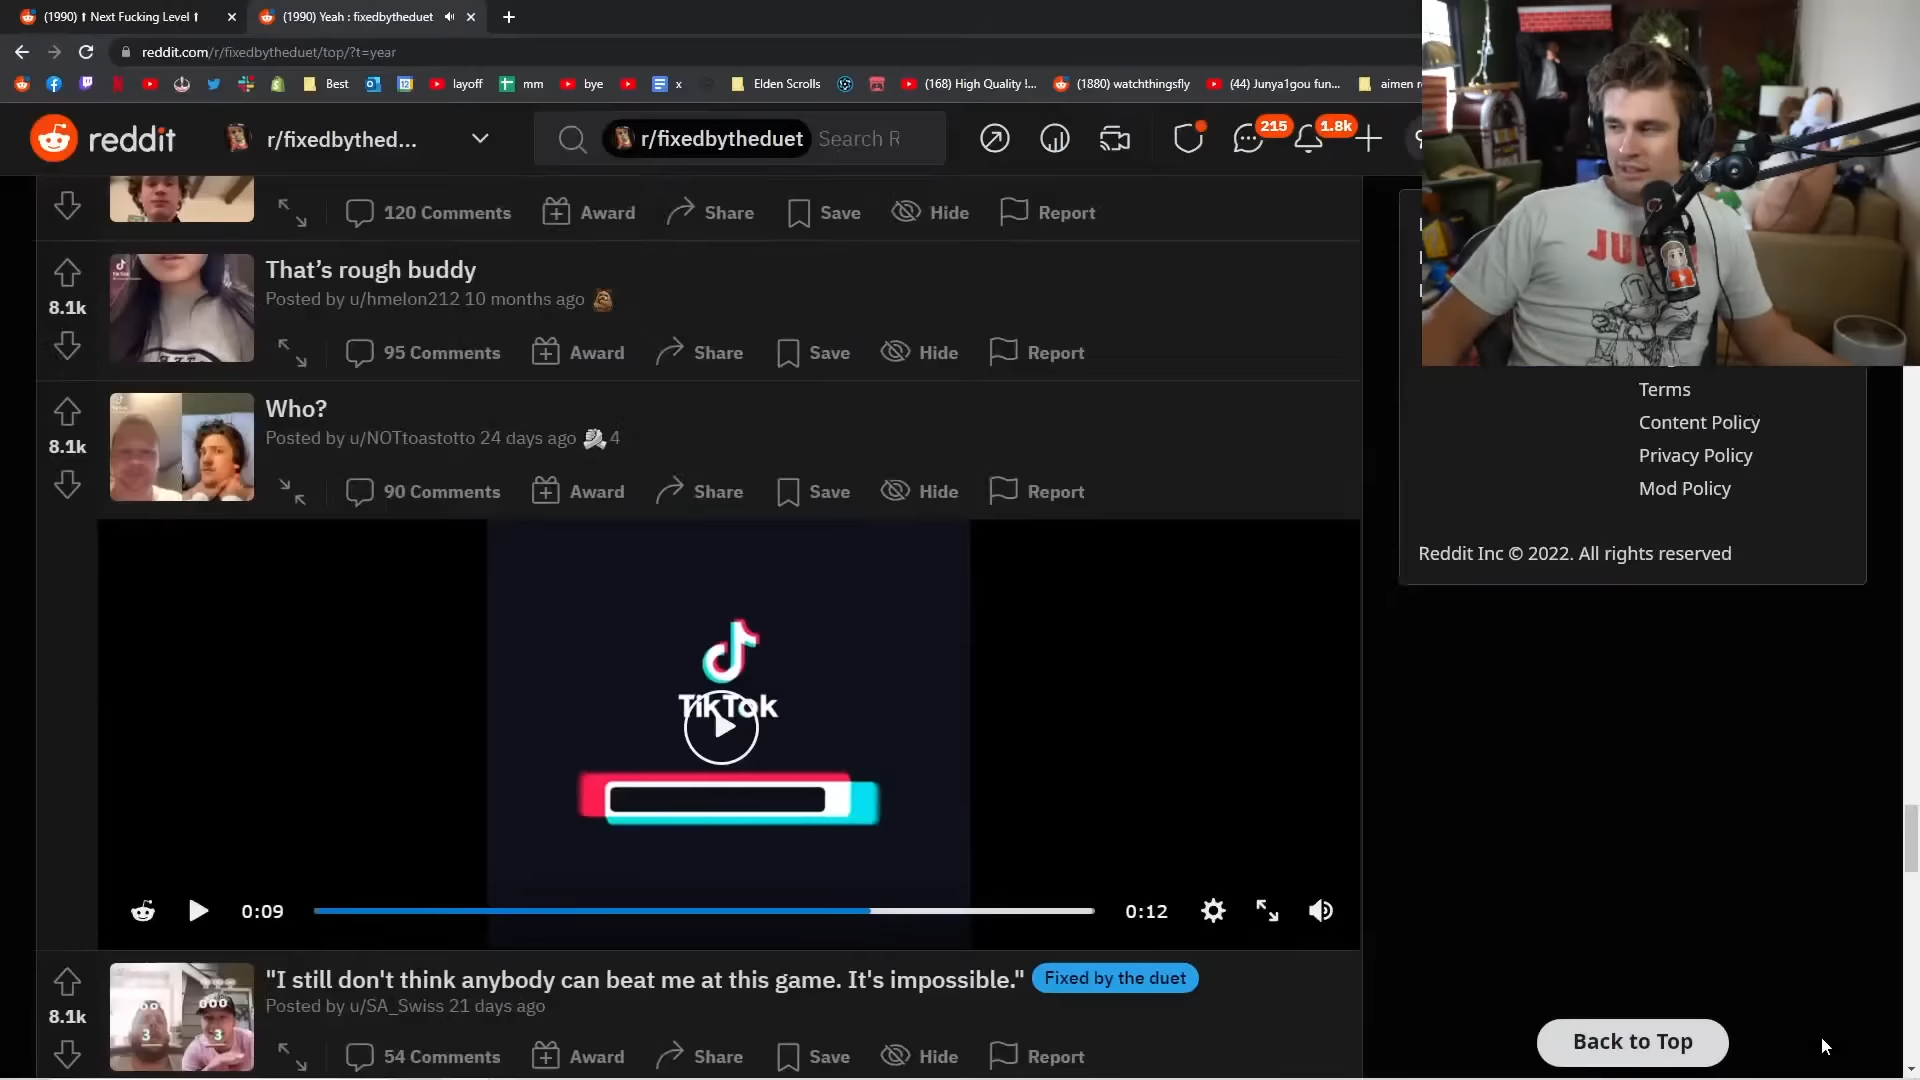 (1990) ⬆ Next Fucking Level ⬆
(1990) Yeah : fixedbytheduet
reddit.com/r/fixedbytheduet/top/?t=year
Best
layoff
mm
bye
x
Elden Scrolls
(168) High Quality !...
(1880) watchthingsfly
(44) Junya1gou fun...
aimen r
reddit
r/fixedbythed...
r/fixedbytheduet
Search R
215
1.8k
120 Comments Award Share Save Hide Report
That's rough buddy
Posted by u/hmelon212 10 months ago
8.1k
95 Comments Award Share Save Hide Report
Who?
Posted by u/NOTtoastotto 24 days ago 4
8.1k
90 Comments Award Share Save Hide Report
TikTok
0:09
0:12
"I still don't think anybody can beat me at this game. It's impossible." Fixed by the duet
Posted by u/SA_Swiss 21 days ago
8.1k
54 Comments Award Share Save Hide Report
Terms
Content Policy
Privacy Policy
Mod Policy
Reddit Inc © 2022. All rights reserved
Back to Top